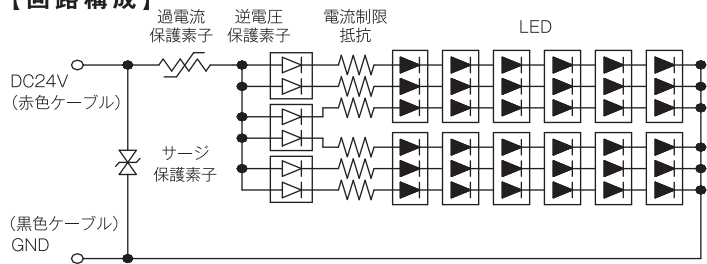 【回路構成】
過電流
保護素子
逆電圧
保護素子
電流制限
抵抗
LED
DC24V
(赤色ケーブル)
サージ
保護素子
(黒色ケーブル)
GND